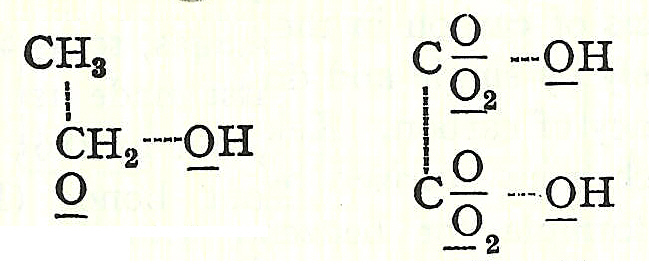 CH₃
CH₂----OH
O
C O ---OH
O₂
C O ---OH
O₂